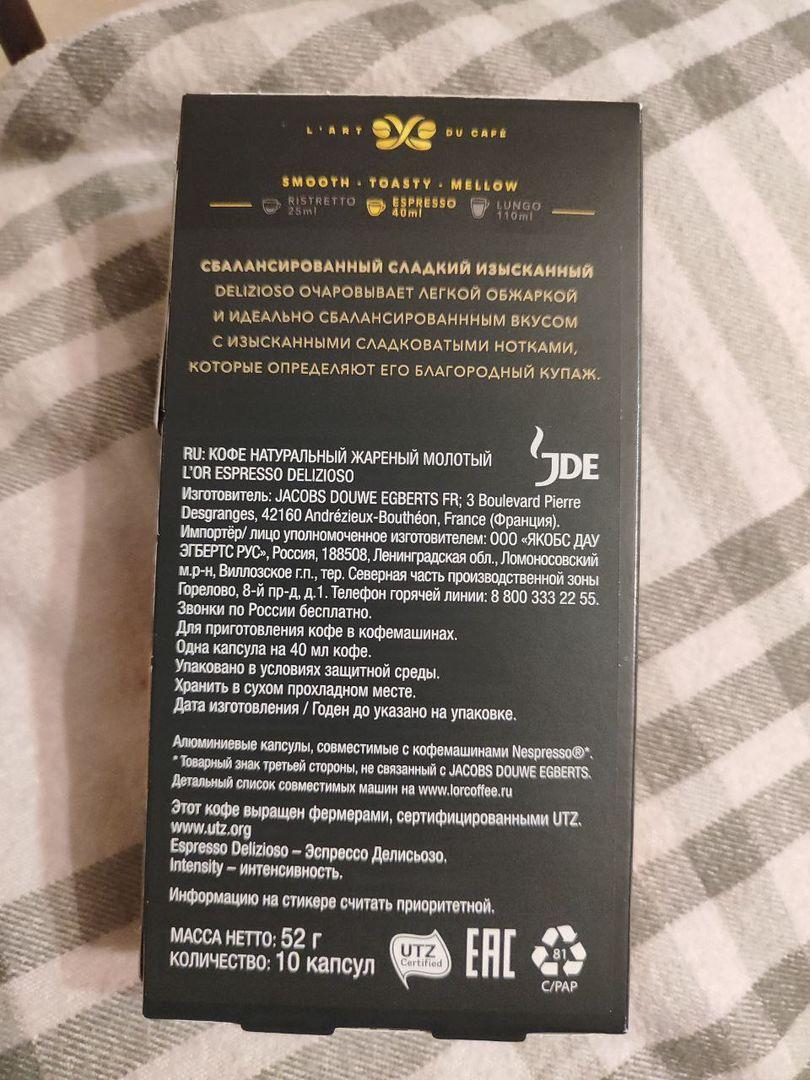 L'ART DU CAFÉ
SMOOTH - TOASTY - MELLOW
RISTRETTO ESPRESSO LUNGO
25ml 40ml 110ml
СБАЛАНСИРОВАННЫЙ СЛАДКИЙ ИЗЫСКАННЫЙ
DELIZIOSO ОЧАРОВЫВАЕТ ЛЕГКОЙ ОБЖАРКОЙ
И ИДЕАЛЬНО СБАЛАНСИРОВАНННЫМ ВКУСОМ
С ИЗЫСКАННЫМИ СЛАДКОВАТЫМИ НОТКАМИ,
КОТОРЫЕ ОПРЕДЕЛЯЮТ ЕГО БЛАГОРОДНЫЙ КУПАЖ.
JDE
RU: КОФЕ НАТУРАЛЬНЫЙ ЖАРЕНЫЙ МОЛОТЫЙ
L'OR ESPRESSO DELIZIOSO
Изготовитель: JACOBS DOUWE EGBERTS FR; 3 Boulevard Pierre
Desgranges, 42160 Andrézieux-Bouthéon, France (Франция).
Импортёр/ лицо уполномоченное изготовителем: ООО «ЯКОБС ДАУ
ЭГБЕРТС РУС», Россия, 188508, Ленинградская обл., Ломоносовский
м.р-н, Виллозское г.п., тер. Северная часть производственной зоны
Горелово, 8-й пр-д, д.1. Телефон горячей линии: 8 800 333 22 55.
Звонки по России бесплатно.
Для приготовления кофе в кофемашинах.
Одна капсула на 40 мл кофе.
Упаковано в условиях защитной среды.
Хранить в сухом прохладном месте.
Дата изготовления / Годен до указано на упаковке.
Алюминиевые капсулы, совместимые с кофемашинами Nespresso®*.
* Товарный знак третьей стороны, не связанный с JACOBS DOUWE EGBERTS.
Детальный список совместимых машин на www.lorcoffee.ru
Этот кофе выращен фермерами, сертифицированными UTZ.
www.utz.org
Espresso Delizioso – Эспрессо Делисьозо.
Intensity – интенсивность.
Информацию на стикере считать приоритетной.
МАССА НЕТТО: 52 г
КОЛИЧЕСТВО: 10 капсул
UTZ
Certified
EAC
81
C/PAP